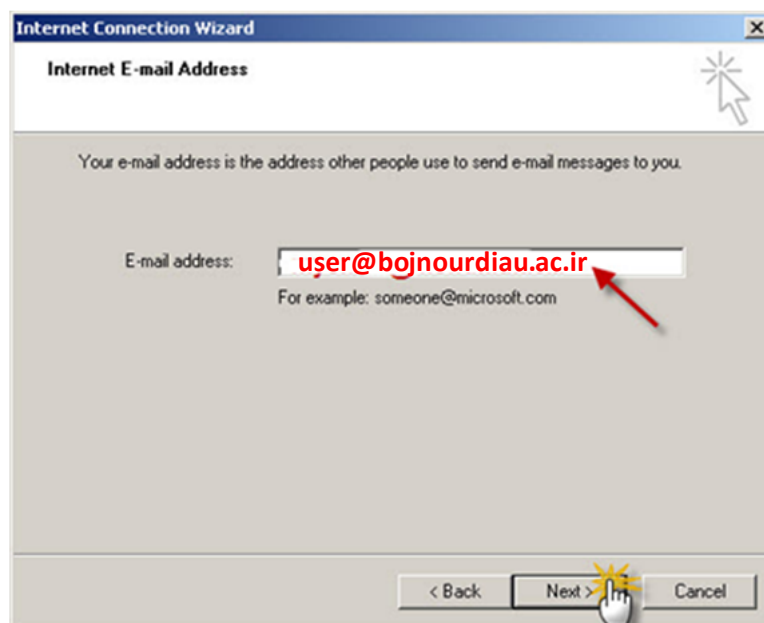 Internet Connection Wizard
Internet E-mail Address
Your e-mail address is the address other people use to send e-mail messages to you.
E-mail address:
user@bojnourdiau.ac.ir
For example: someone@microsoft.com
< Back
Next >
Cancel